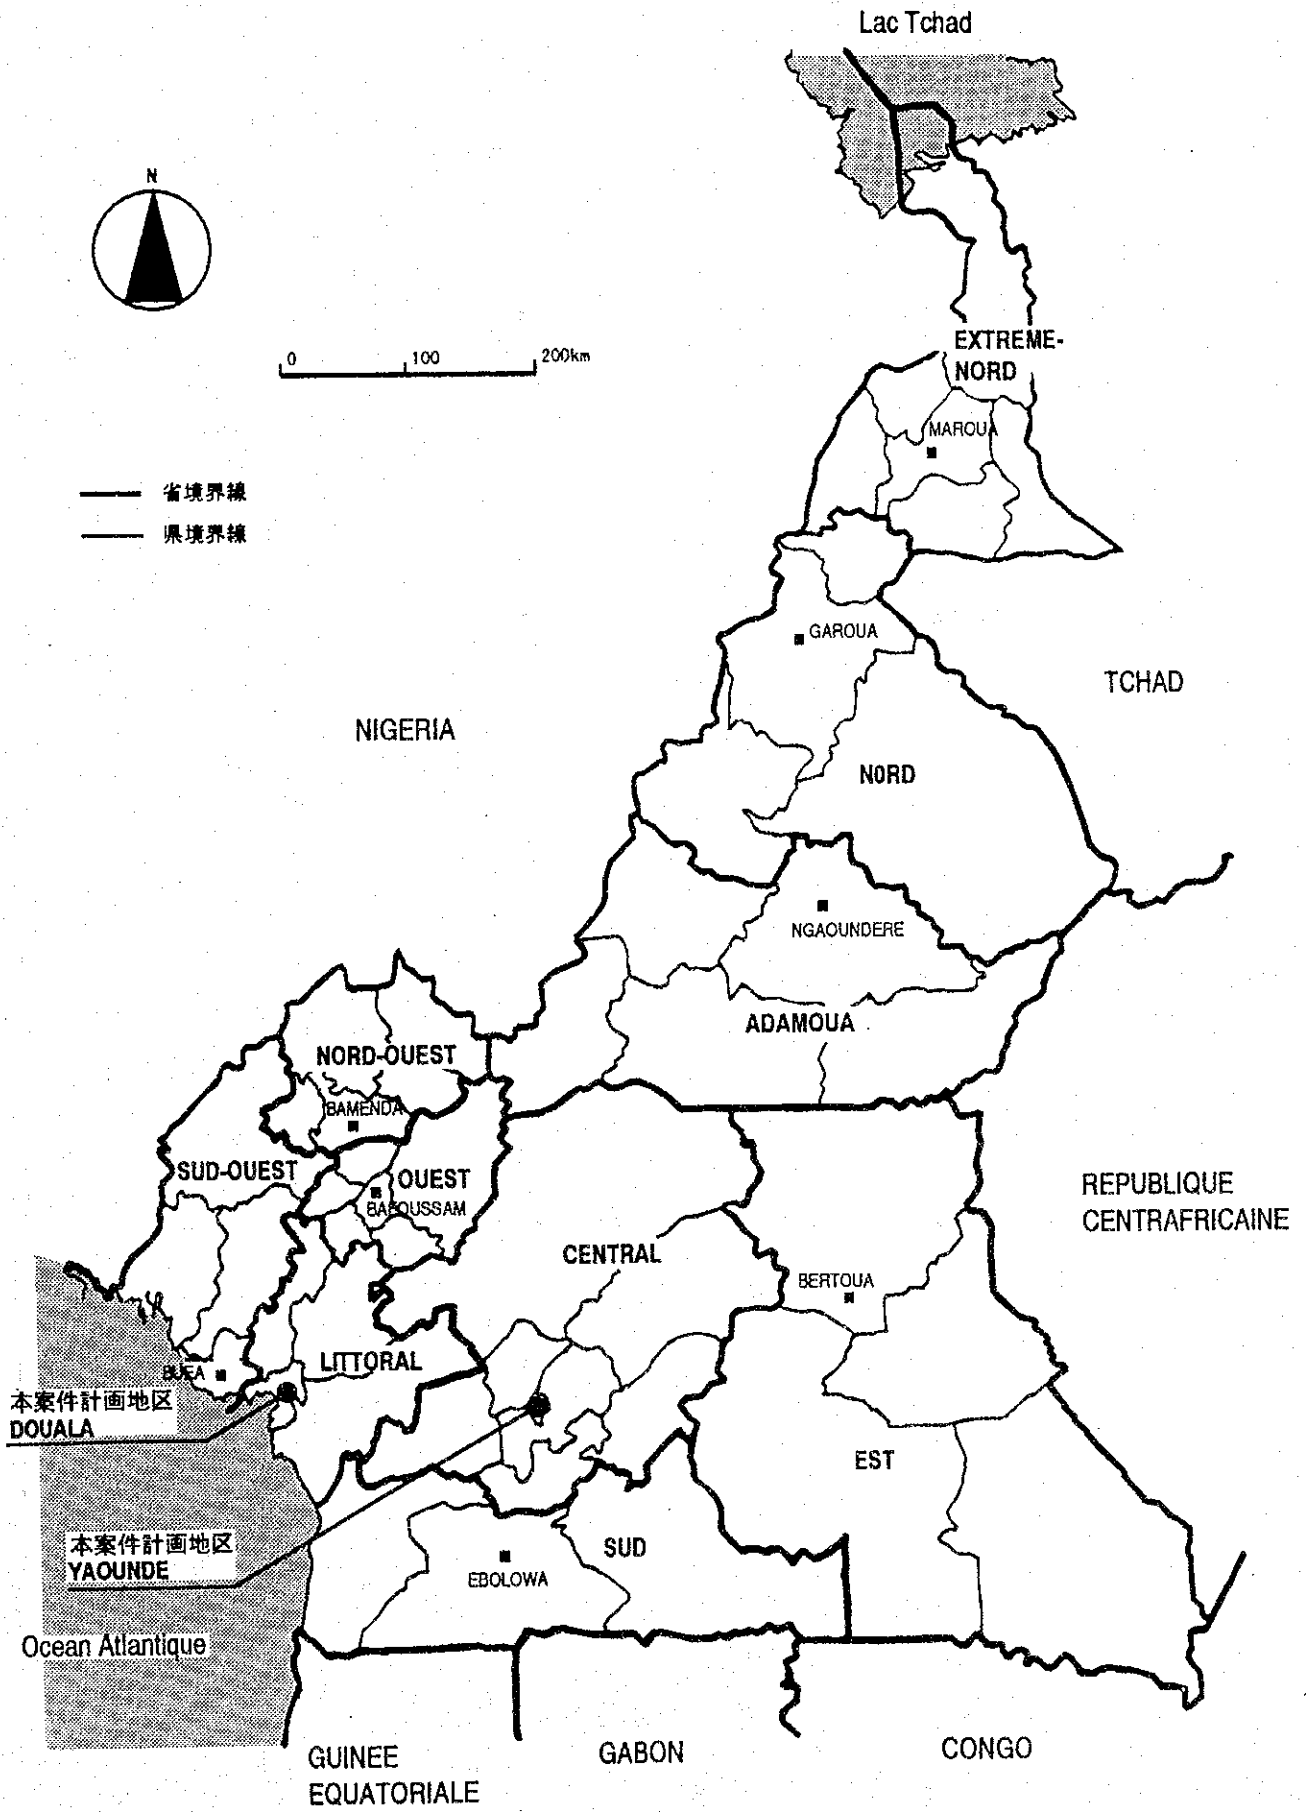 Lac Tchad
N
0 100 200km
EXTREME-
NORD
MAROUA
省境界線
県境界線
GAROUA
TCHAD
NIGERIA
NORD
NGAOUNDERE
ADAMOUA
NORD-OUEST
BAMENDA
SUD-OUEST
OUEST
BAFOUSSAM
REPUBLIQUE
CENTRAFRICAINE
CENTRAL
BERTOUA
LITTORAL
BUEA
本案件計画地区
DOUALA
EST
本案件計画地区
YAOUNDE
SUD
EBOLOWA
Ocean Atlantique
GUINEE
EQUATORIALE
GABON
CONGO